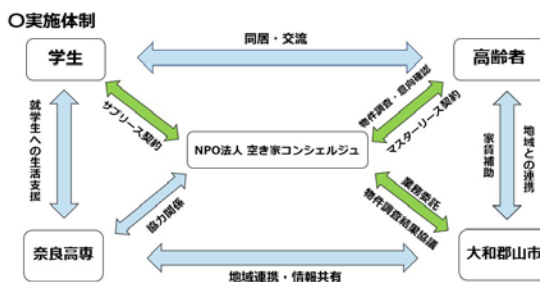 〇実施体制
学生
同居・交流
高齢者
サブリース契約
物件調査・意向確認
マスターリース契約
就学生への生活支援
NPO法人 空き家コンシェルジュ
地域との連携
家賃補助
協力関係
業務委託
物件調査結果協議
奈良高専
地域連携・情報共有
大和郡山市